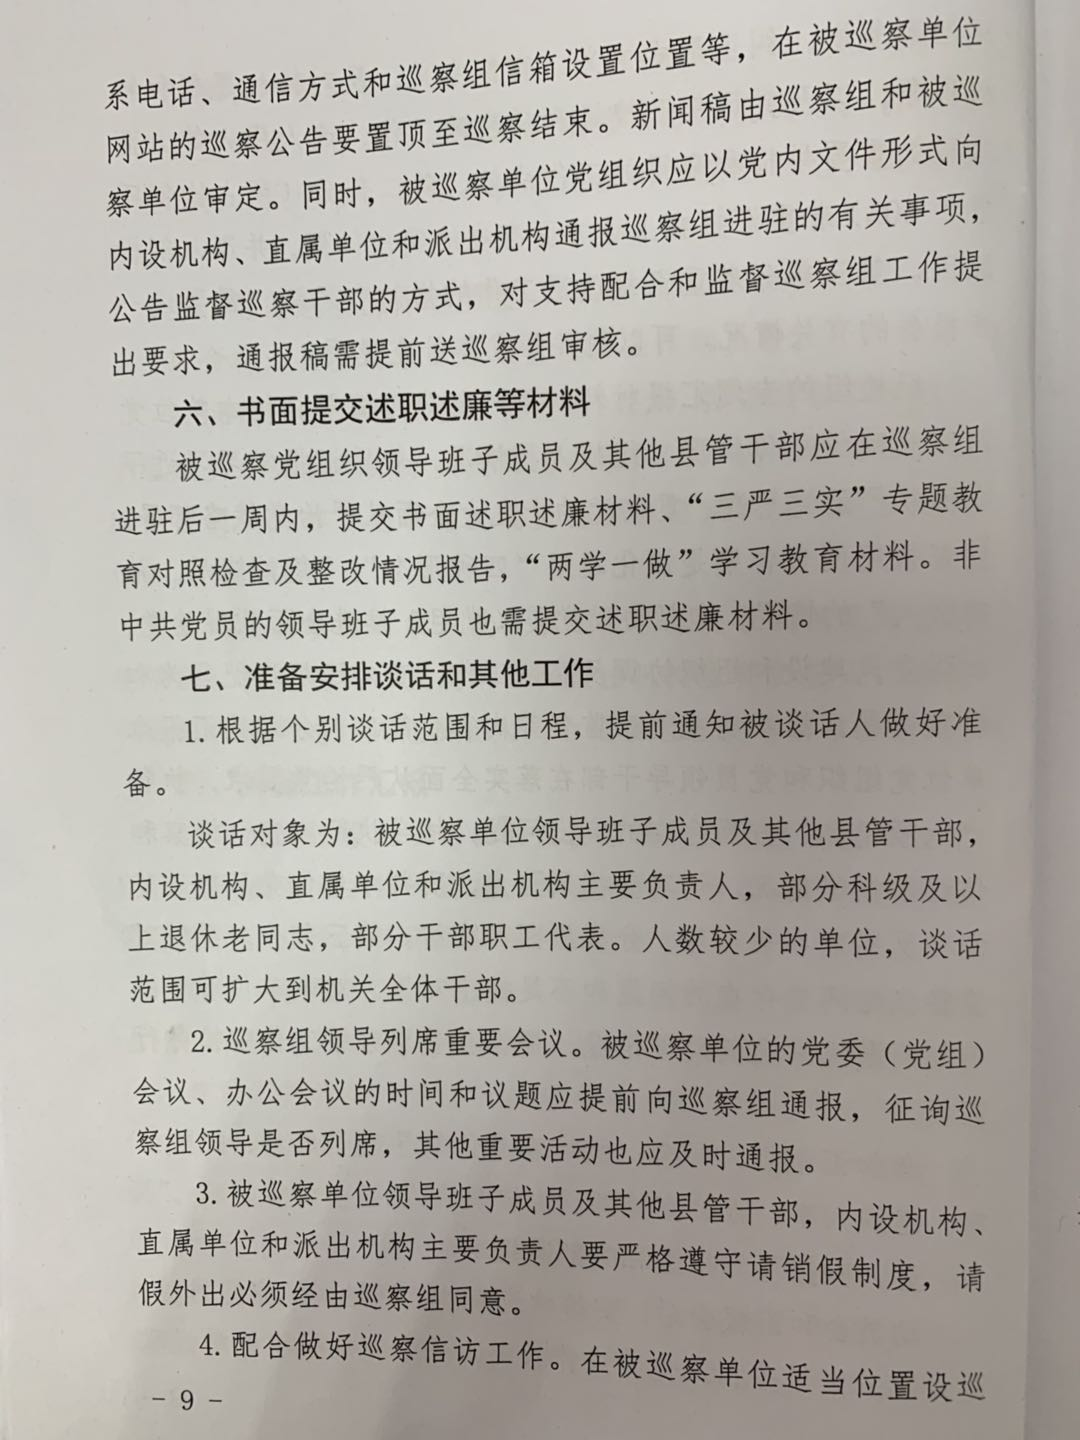 系电话、通信方式和巡察组信箱设置位置等，在被巡察单位
网站的巡察公告要置顶至巡察结束。新闻稿由巡察组和被巡
察单位审定。同时，被巡察单位党组织应以党内文件形式向
内设机构、直属单位和派出机构通报巡察组进驻的有关事项，
公告监督巡察干部的方式，对支持配合和监督巡察组工作提
出要求，通报稿需提前送巡察组审核。
六、书面提交述职述廉等材料
被巡察党组织领导班子成员及其他县管干部应在巡察组
进驻后一周内，提交书面述职述廉材料、“三严三实”专题教
育对照检查及整改情况报告，“两学一做”学习教育材料。非
中共党员的领导班子成员也需提交述职述廉材料。
七、准备安排谈话和其他工作
1.根据个别谈话范围和日程，提前通知被谈话人做好准
备。
谈话对象为：被巡察单位领导班子成员及其他县管干部，
内设机构、直属单位和派出机构主要负责人，部分科级及以
上退休老同志，部分干部职工代表。人数较少的单位，谈话
范围可扩大到机关全体干部。
2.巡察组领导列席重要会议。被巡察单位的党委（党组）
会议、办公会议的时间和议题应提前向巡察组通报，征询巡
察组领导是否列席，其他重要活动也应及时通报。
3.被巡察单位领导班子成员及其他县管干部，内设机构、
直属单位和派出机构主要负责人要严格遵守请销假制度，请
假外出必须经由巡察组同意。
4.配合做好巡察信访工作。在被巡察单位适当位置设巡
- 9 -